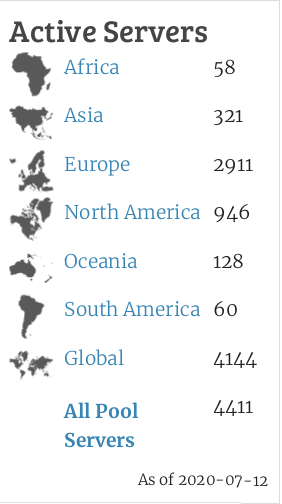 Active Servers
Africa 58
Asia 321
Europe 2911
North America 946
Oceania 128
South America 60
Global 4144
All Pool 4411
Servers
As of 2020-07-12